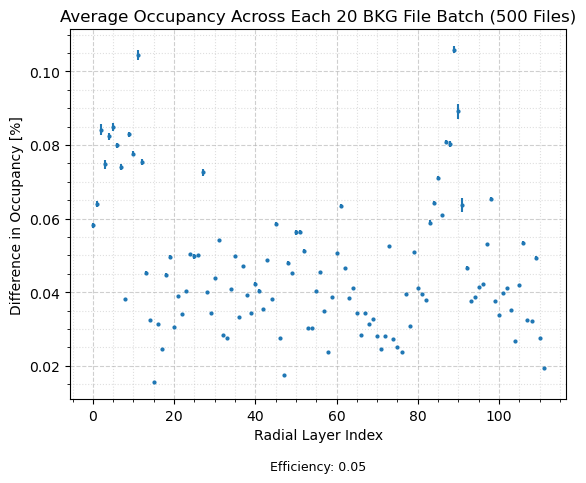 Average Occupancy Across Each 20 BKG File Batch (500 Files)
Difference in Occupancy [%]
0.10
0.08
0.06
0.04
0.02
0 20 40 60 80 100
Radial Layer Index
Efficiency: 0.05